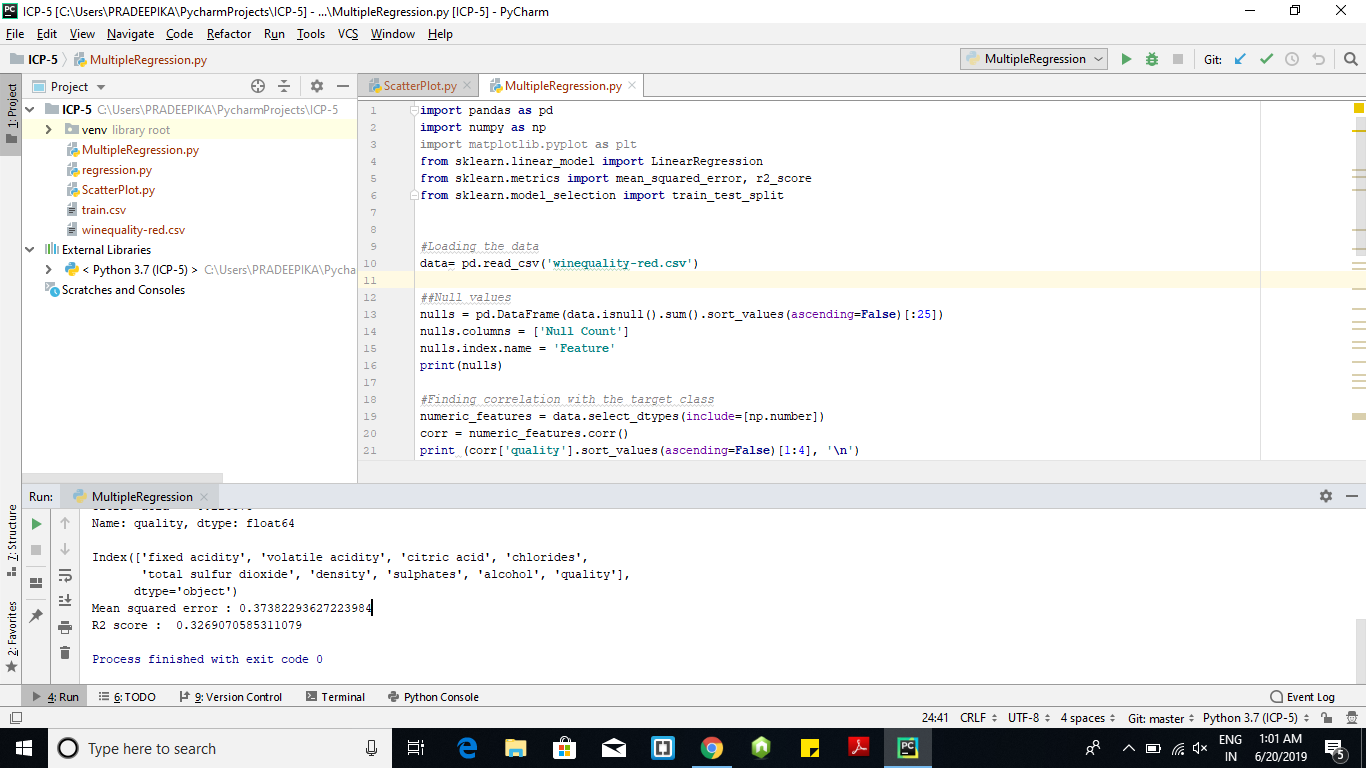 ICP-5 [C:\Users\PRADEEPIKA\PycharmProjects\ICP-5] - ...\MultipleRegression.py [ICP-5] - PyCharm
File Edit View Navigate Code Refactor Run Tools VCS Window Help
ICP-5 MultipleRegression.py
MultipleRegression
Git:
1: Project
Project
ICP-5 C:\Users\PRADEEPIKA\PycharmProjects\ICP-5
venv library root
MultipleRegression.py
regression.py
ScatterPlot.py
train.csv
winequality-red.csv
External Libraries
< Python 3.7 (ICP-5) > C:\Users\PRADEEPIKA\Pycha
Scratches and Consoles
ScatterPlot.py MultipleRegression.py
1 import pandas as pd
2 import numpy as np
3 import matplotlib.pyplot as plt
4 from sklearn.linear_model import LinearRegression
5 from sklearn.metrics import mean_squared_error, r2_score
6 from sklearn.model_selection import train_test_split
7
8
9 #Loading the data
10 data= pd.read_csv('winequality-red.csv')
11
12 ##Null values
13 nulls = pd.DataFrame(data.isnull().sum().sort_values(ascending=False)[:25])
14 nulls.columns = ['Null Count']
15 nulls.index.name = 'Feature'
16 print(nulls)
17
18 #Finding correlation with the target class
19 numeric_features = data.select_dtypes(include=[np.number])
20 corr = numeric_features.corr()
21 print (corr['quality'].sort_values(ascending=False)[1:4], '\n')
Run: MultipleRegression
Name: quality, dtype: float64
Index(['fixed acidity', 'volatile acidity', 'citric acid', 'chlorides',
'total sulfur dioxide', 'density', 'sulphates', 'alcohol', 'quality'],
dtype='object')
Mean squared error : 0.37382293627223984
R2 score : 0.3269070585311079
Process finished with exit code 0
7: Structure
2: Favorites
4: Run 6: TODO 9: Version Control Terminal Python Console Event Log
24:41 CRLF UTF-8 4 spaces Git: master Python 3.7 (ICP-5)
Type here to search
ENG
IN
1:01 AM
6/20/2019
5